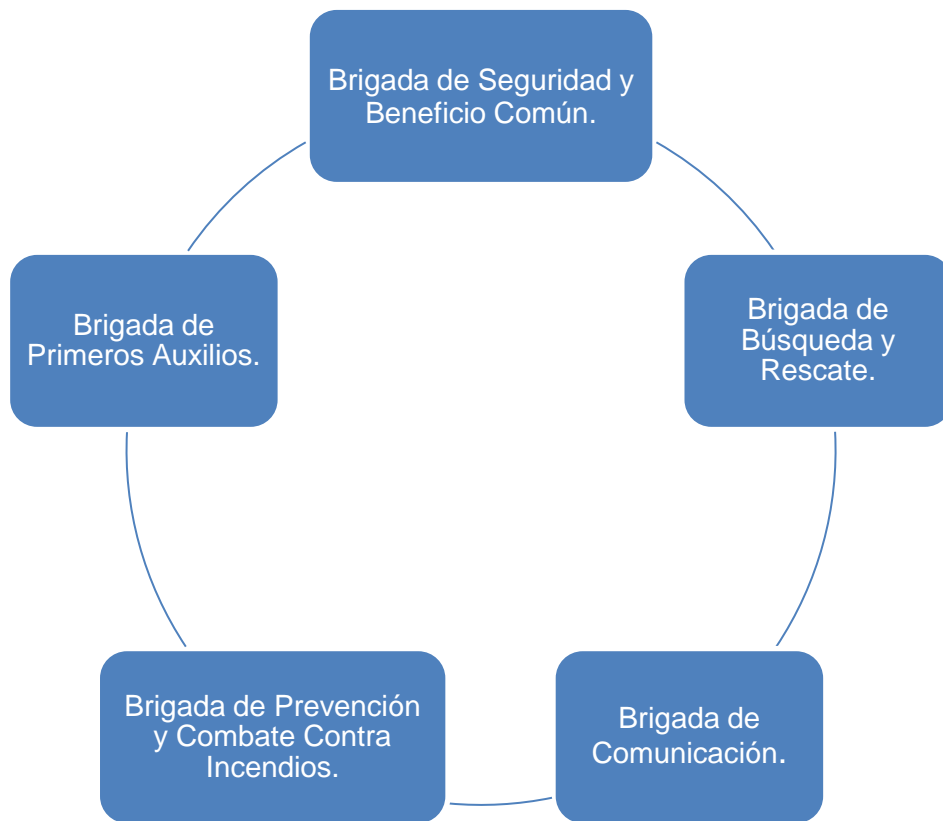 Brigada de Seguridad y
Beneficio Común.
Brigada de
Primeros Auxilios.
Brigada de
Búsqueda y
Rescate.
Brigada de Prevención
y Combate Contra
Incendios.
Brigada de
Comunicación.